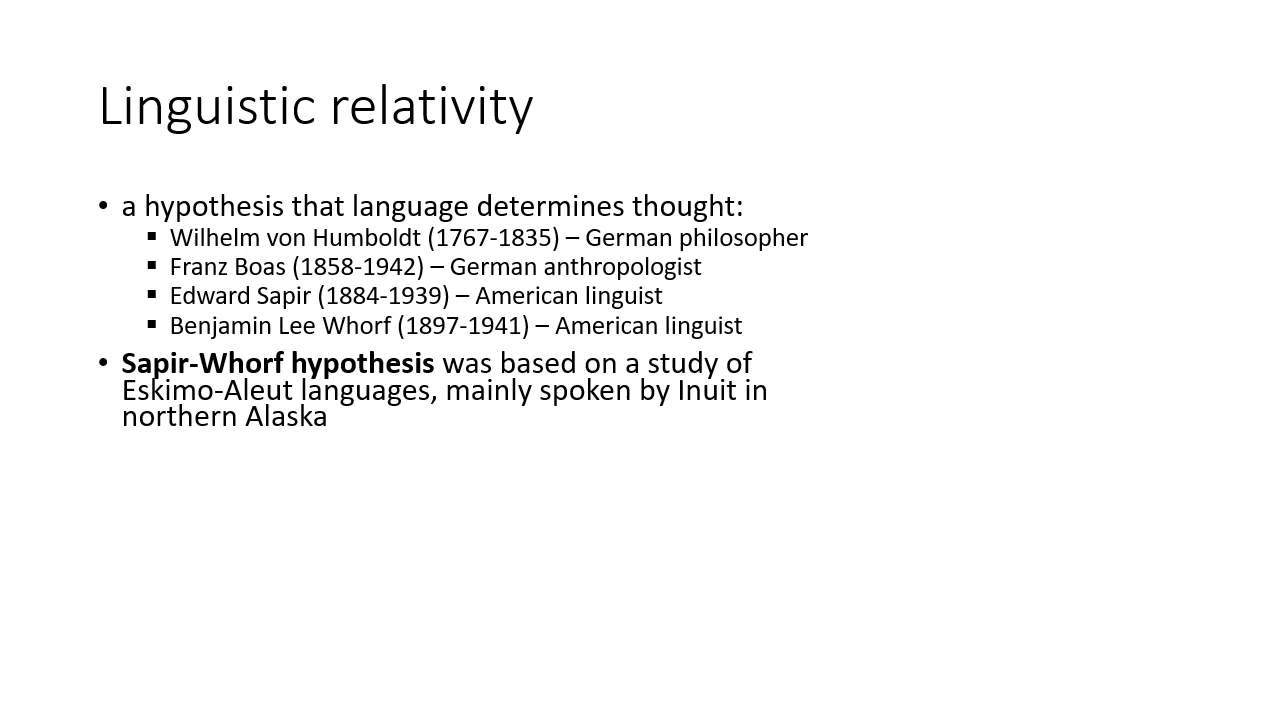 Linguistic relativity
• a hypothesis that language determines thought:
▪ Wilhelm von Humboldt (1767-1835) – German philosopher
▪ Franz Boas (1858-1942) – German anthropologist
▪ Edward Sapir (1884-1939) – American linguist
▪ Benjamin Lee Whorf (1897-1941) – American linguist
• Sapir-Whorf hypothesis was based on a study of
Eskimo-Aleut languages, mainly spoken by Inuit in
northern Alaska